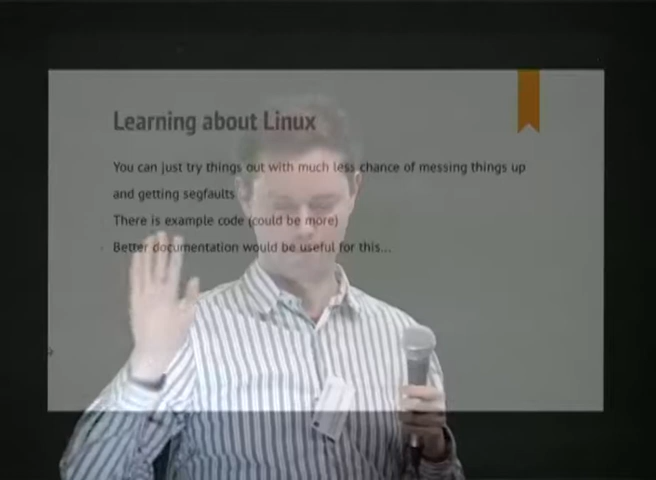 Learning about Linux
You can just try things out with much less chance of messing things up
and getting segfaults
There is example code (could be more)
Better documentation would be useful for this...